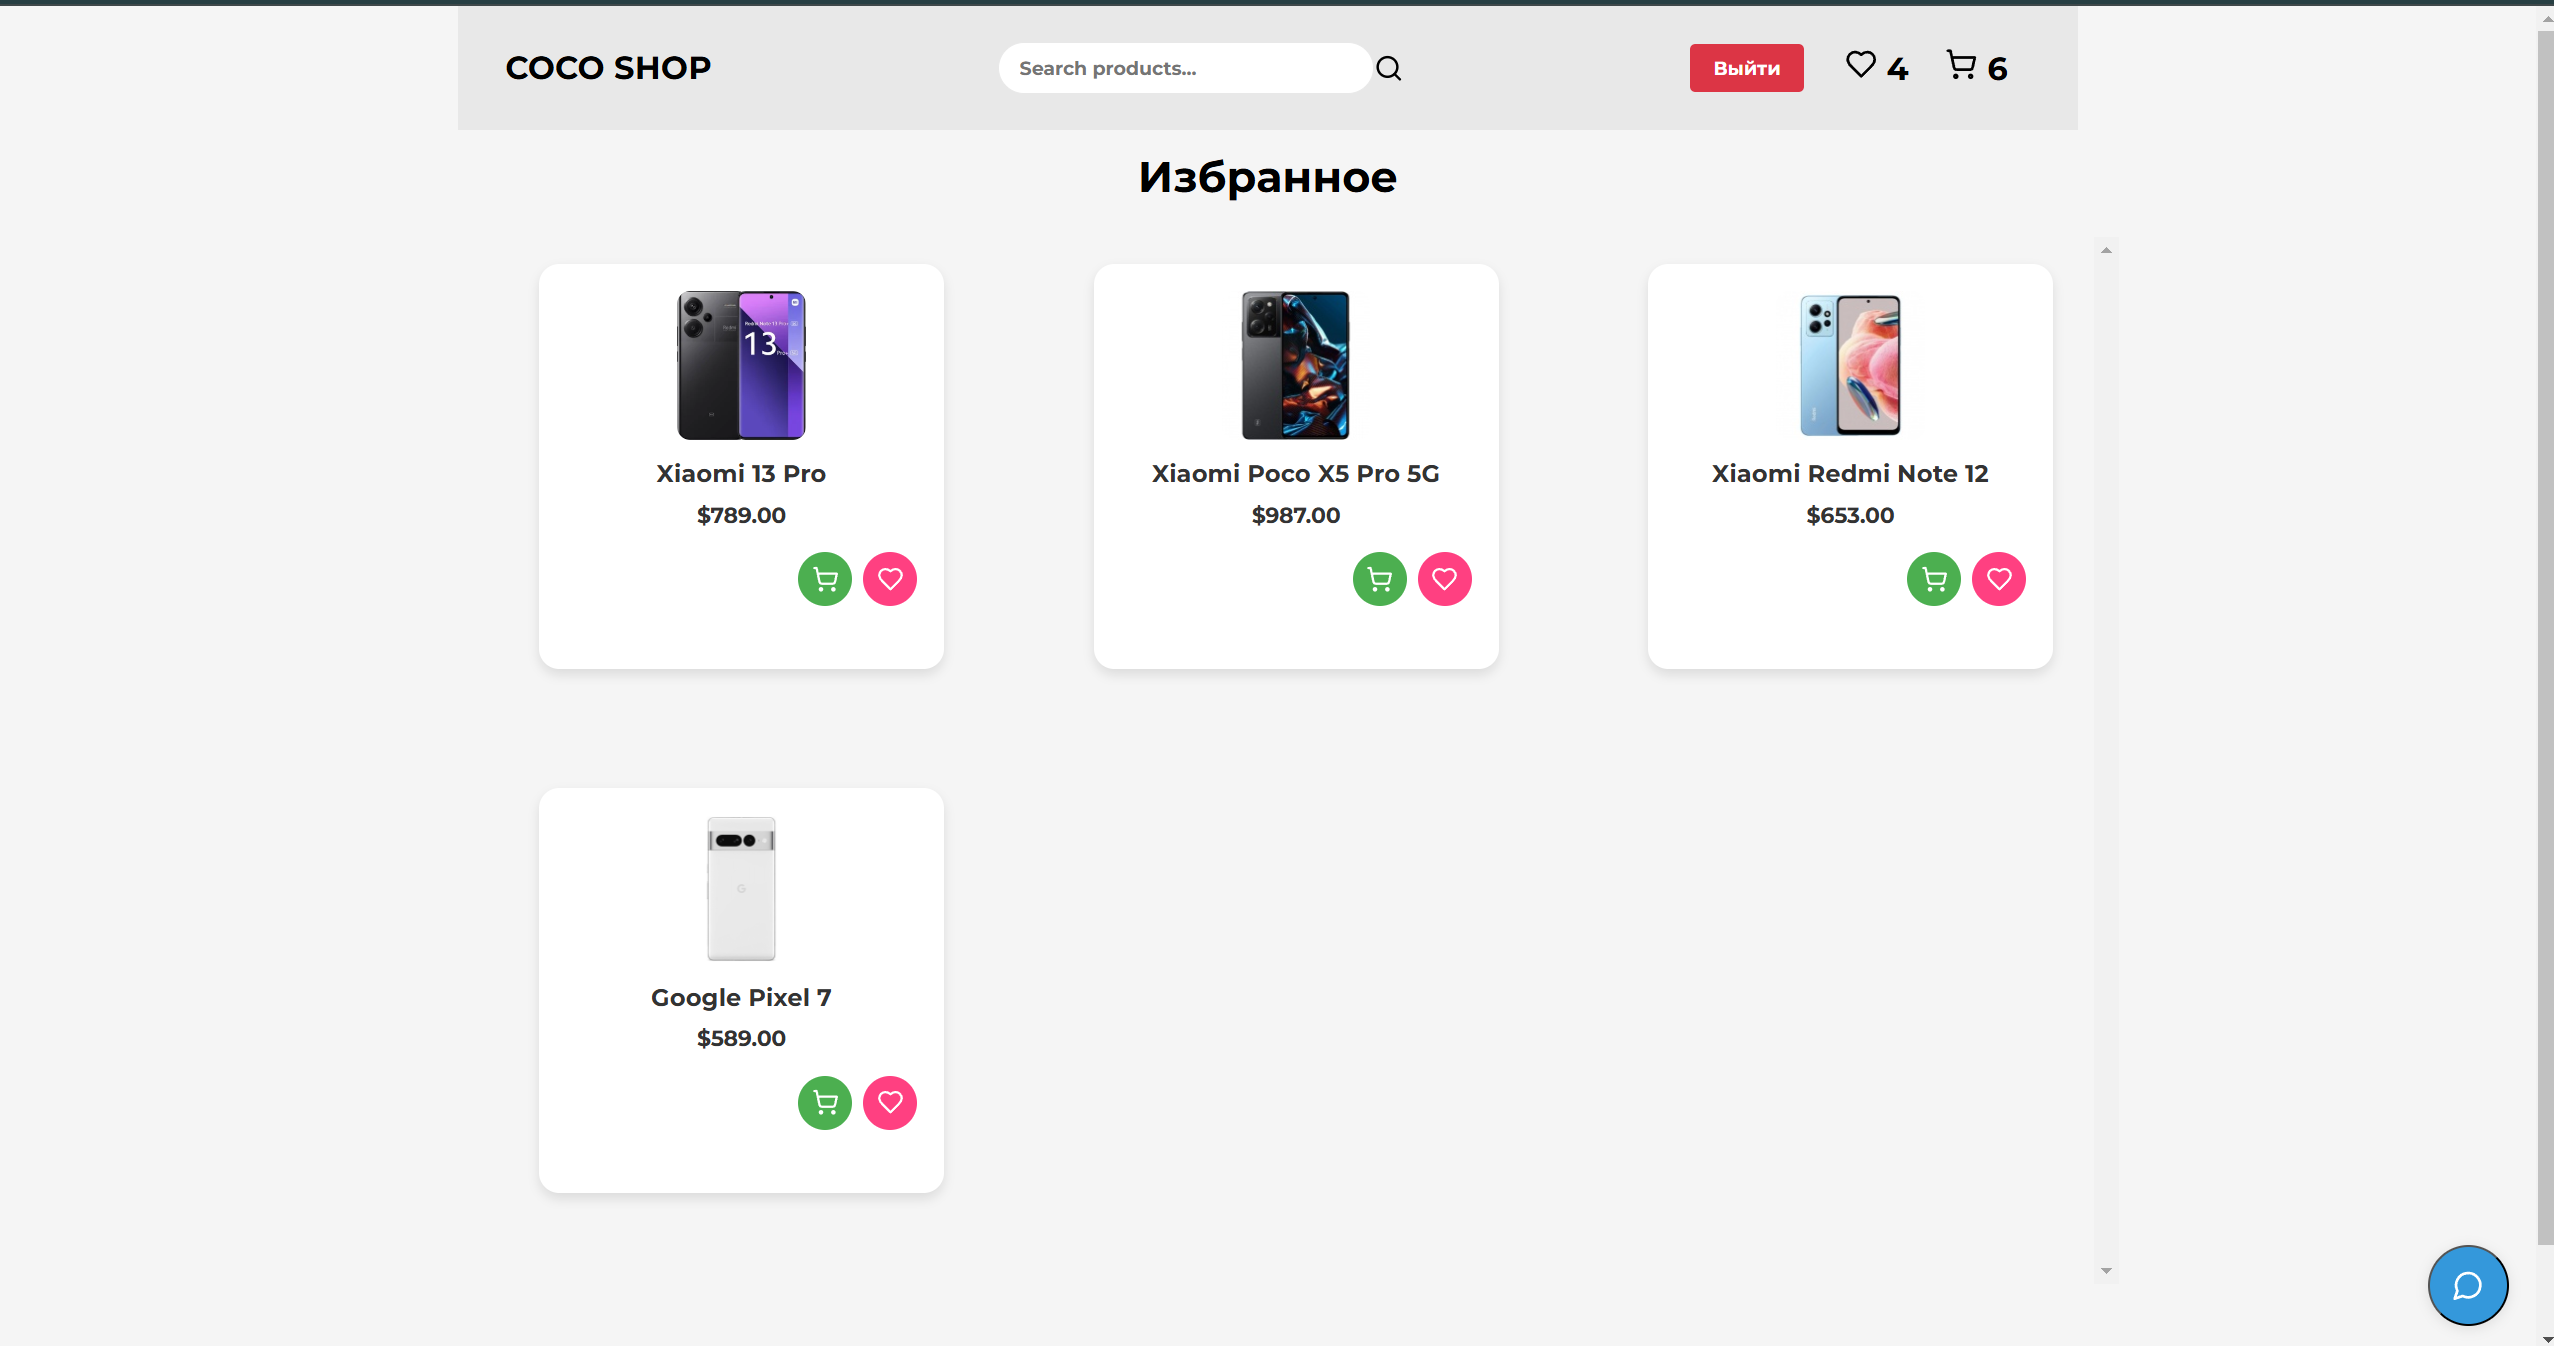 COCO SHOP
Search products...
Выйти
4
6
Избранное
13
Xiaomi 13 Pro
$789.00
Xiaomi Poco X5 Pro 5G
$987.00
Xiaomi Redmi Note 12
$653.00
G
Google Pixel 7
$589.00